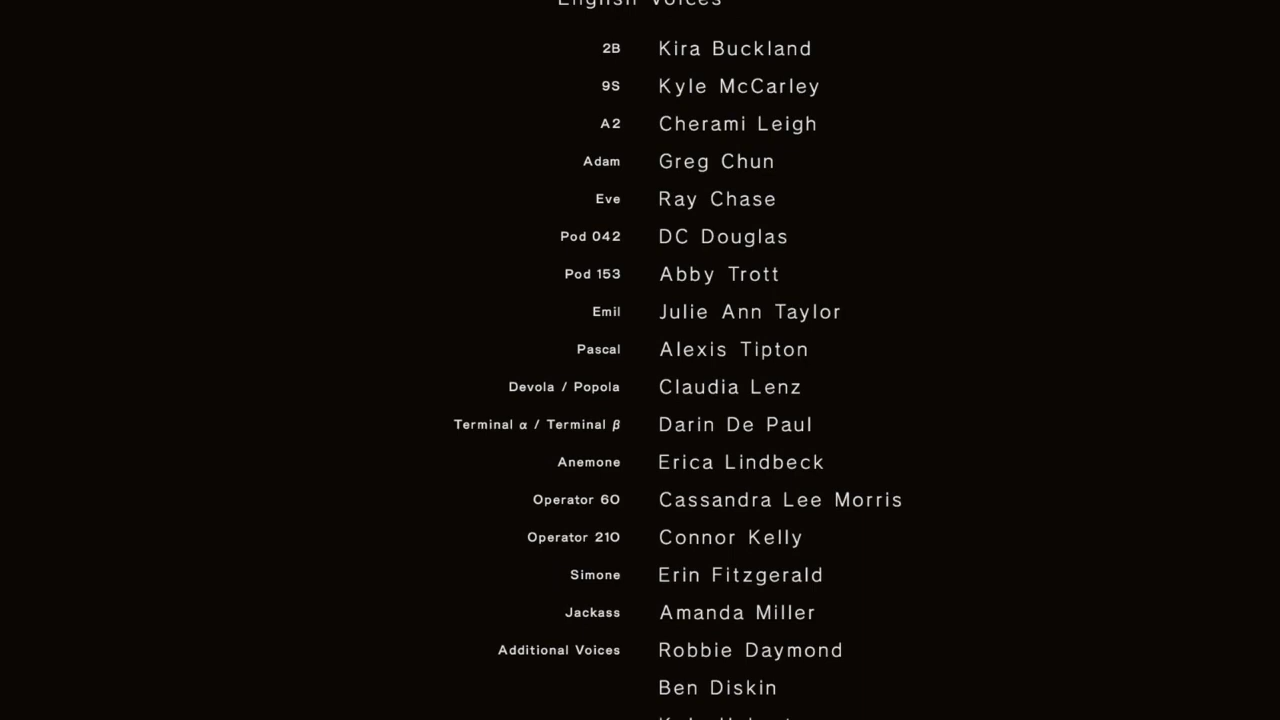 English Voices
2B Kira Buckland
9S Kyle McCarley
A2 Cherami Leigh
Adam Greg Chun
Eve Ray Chase
Pod 042 DC Douglas
Pod 153 Abby Trott
Emil Julie Ann Taylor
Pascal Alexis Tipton
Devola / Popola Claudia Lenz
Terminal α / Terminal β Darin De Paul
Anemone Erica Lindbeck
Operator 6O Cassandra Lee Morris
Operator 21O Connor Kelly
Simone Erin Fitzgerald
Jackass Amanda Miller
Additional Voices Robbie Daymond
Ben Diskin